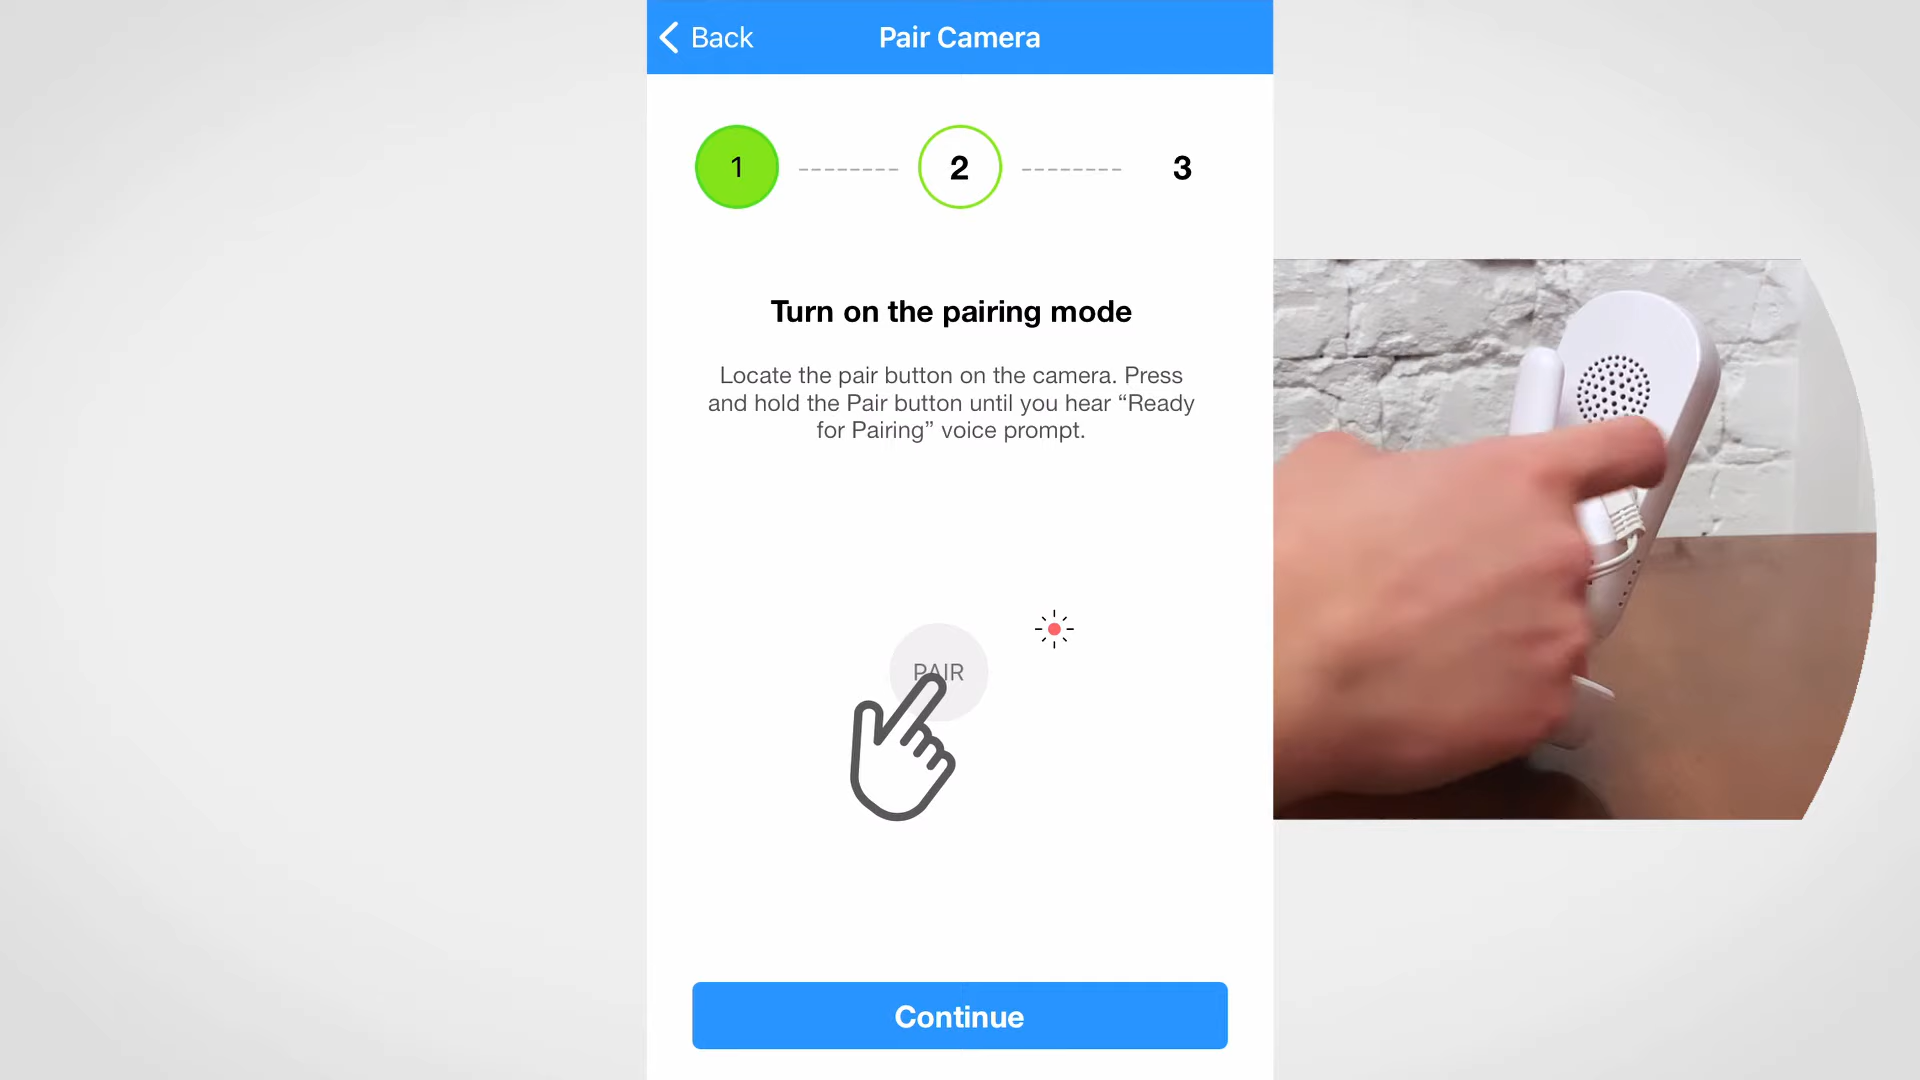 Back
Pair Camera
1
2
3
Turn on the pairing mode
Locate the pair button on the camera. Press
and hold the Pair button until you hear “Ready
for Pairing” voice prompt.
PAIR
Continue